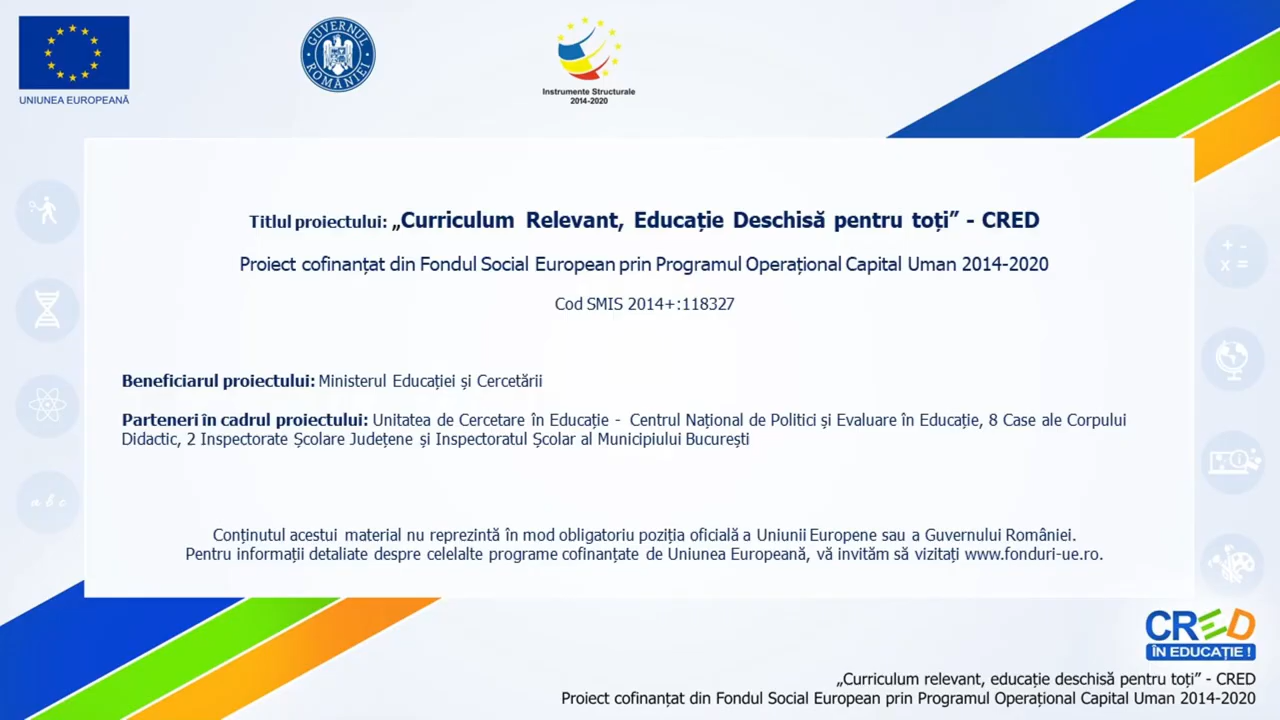 UNIUNEA EUROPEANĂ
GUVERNUL ROMÂNIEI
Instrumente Structurale
2014-2020
Titlul proiectului: „Curriculum Relevant, Educație Deschisă pentru toți” - CRED
Proiect cofinanțat din Fondul Social European prin Programul Operațional Capital Uman 2014-2020
Cod SMIS 2014+:118327
Beneficiarul proiectului: Ministerul Educației și Cercetării
Parteneri în cadrul proiectului: Unitatea de Cercetare în Educație - Centrul Național de Politici și Evaluare în Educație, 8 Case ale Corpului
Didactic, 2 Inspectorate Școlare Județene și Inspectoratul Școlar al Municipiului București
a b c
+ -
x =
Conținutul acestui material nu reprezintă în mod obligatoriu poziția oficială a Uniunii Europene sau a Guvernului României.
Pentru informații detaliate despre celelalte programe cofinanțate de Uniunea Europeană, vă invităm să vizitați www.fonduri-ue.ro.
CRED
ÎN EDUCAȚIE !
„Curriculum relevant, educație deschisă pentru toți” - CRED
Proiect cofinanțat din Fondul Social European prin Programul Operațional Capital Uman 2014-2020